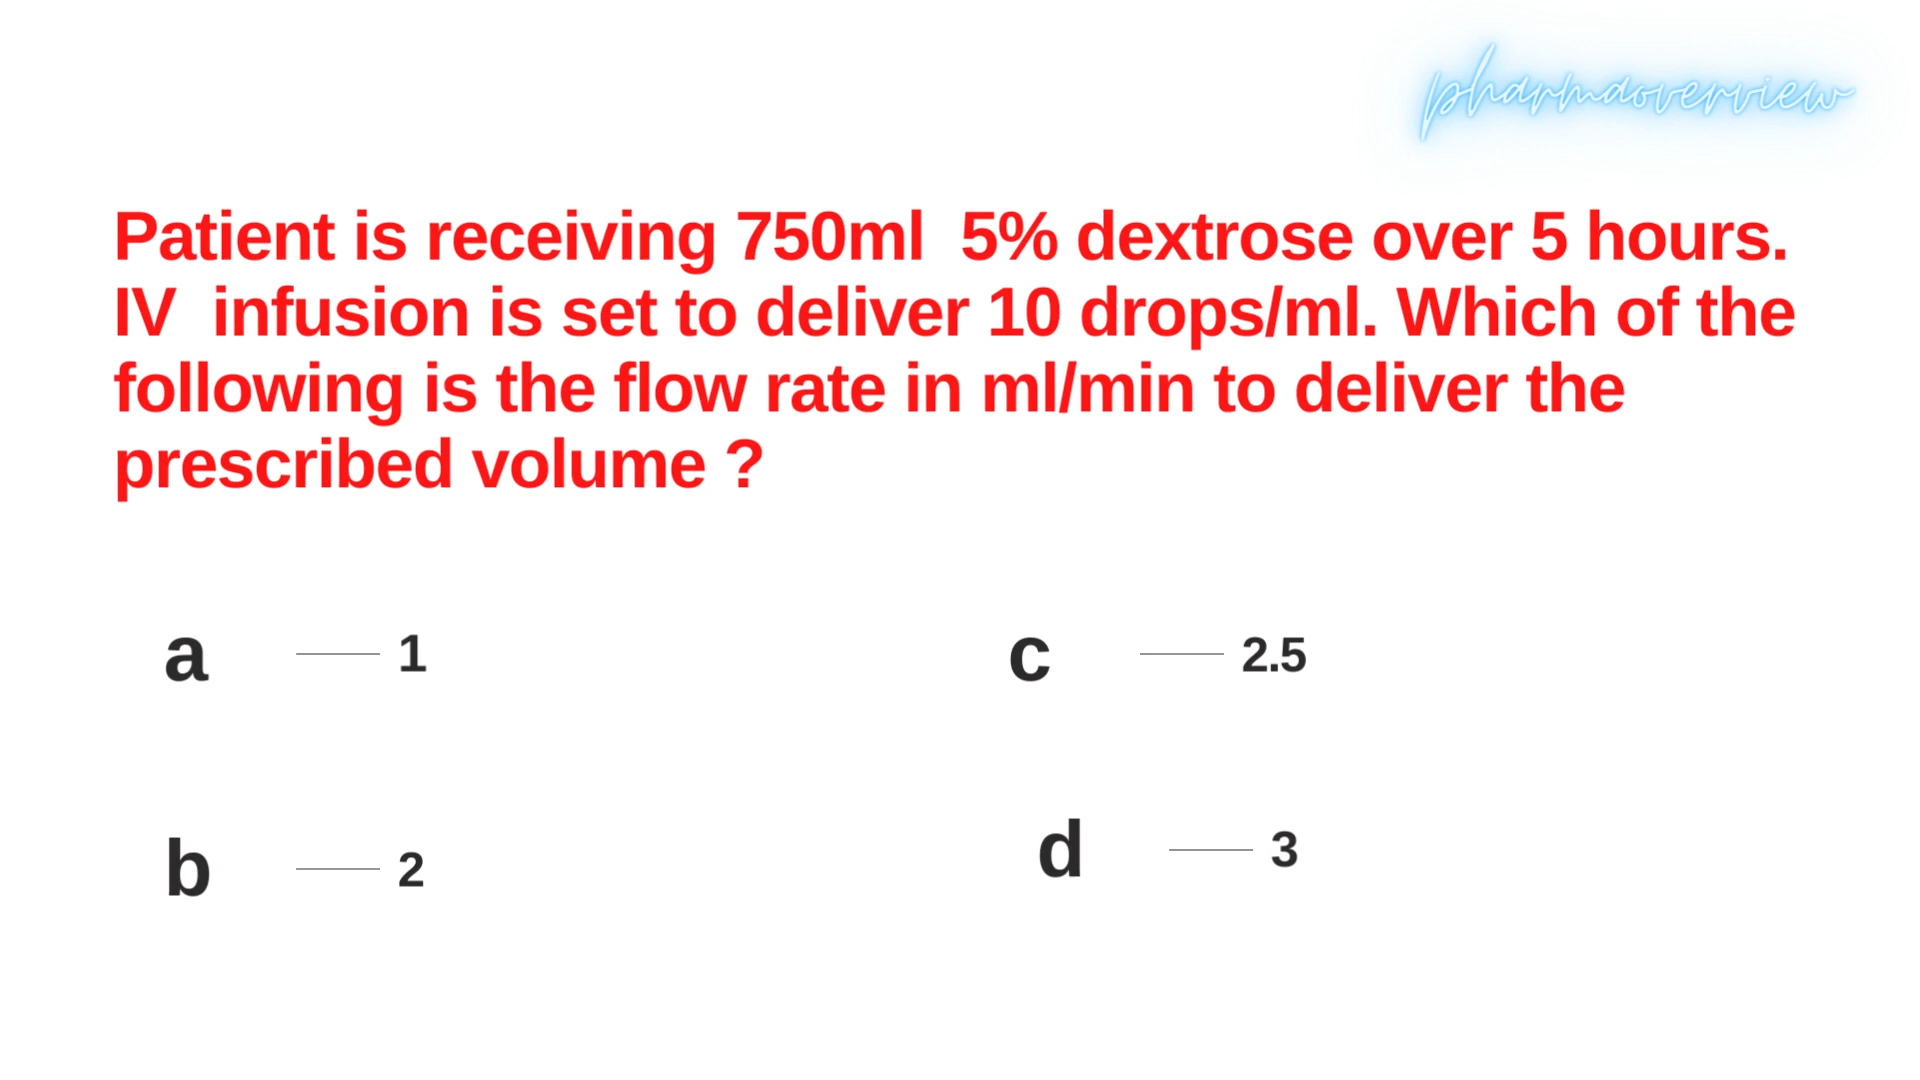 pharmaoverview
Patient is receiving 750ml  5% dextrose over 5 hours.
IV  infusion is set to deliver 10 drops/ml. Which of the
following is the flow rate in ml/min to deliver the
prescribed volume ?
a 1
c 2.5
b 2
d 3